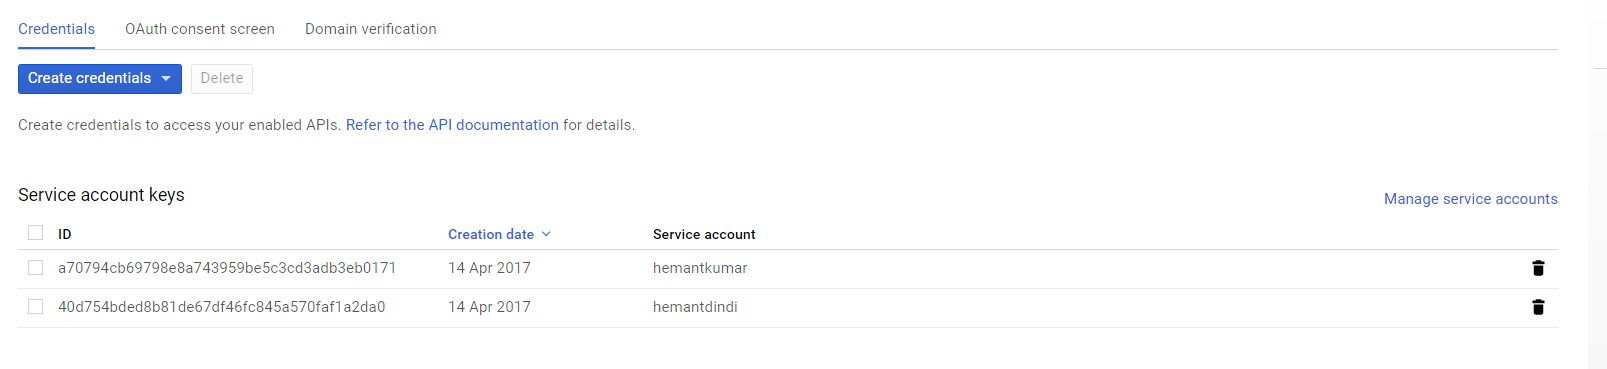 Credentials OAuth consent screen Domain verification
Create credentials Delete
Create credentials to access your enabled APIs. Refer to the API documentation for details.
Service account keys Manage service accounts
ID Creation date Service account
a70794cb69798e8a743959be5c3cd3adb3eb0171 14 Apr 2017 hemantkumar
40d754bded8b81de67df46fc845a570faf1a2da0 14 Apr 2017 hemantdindi